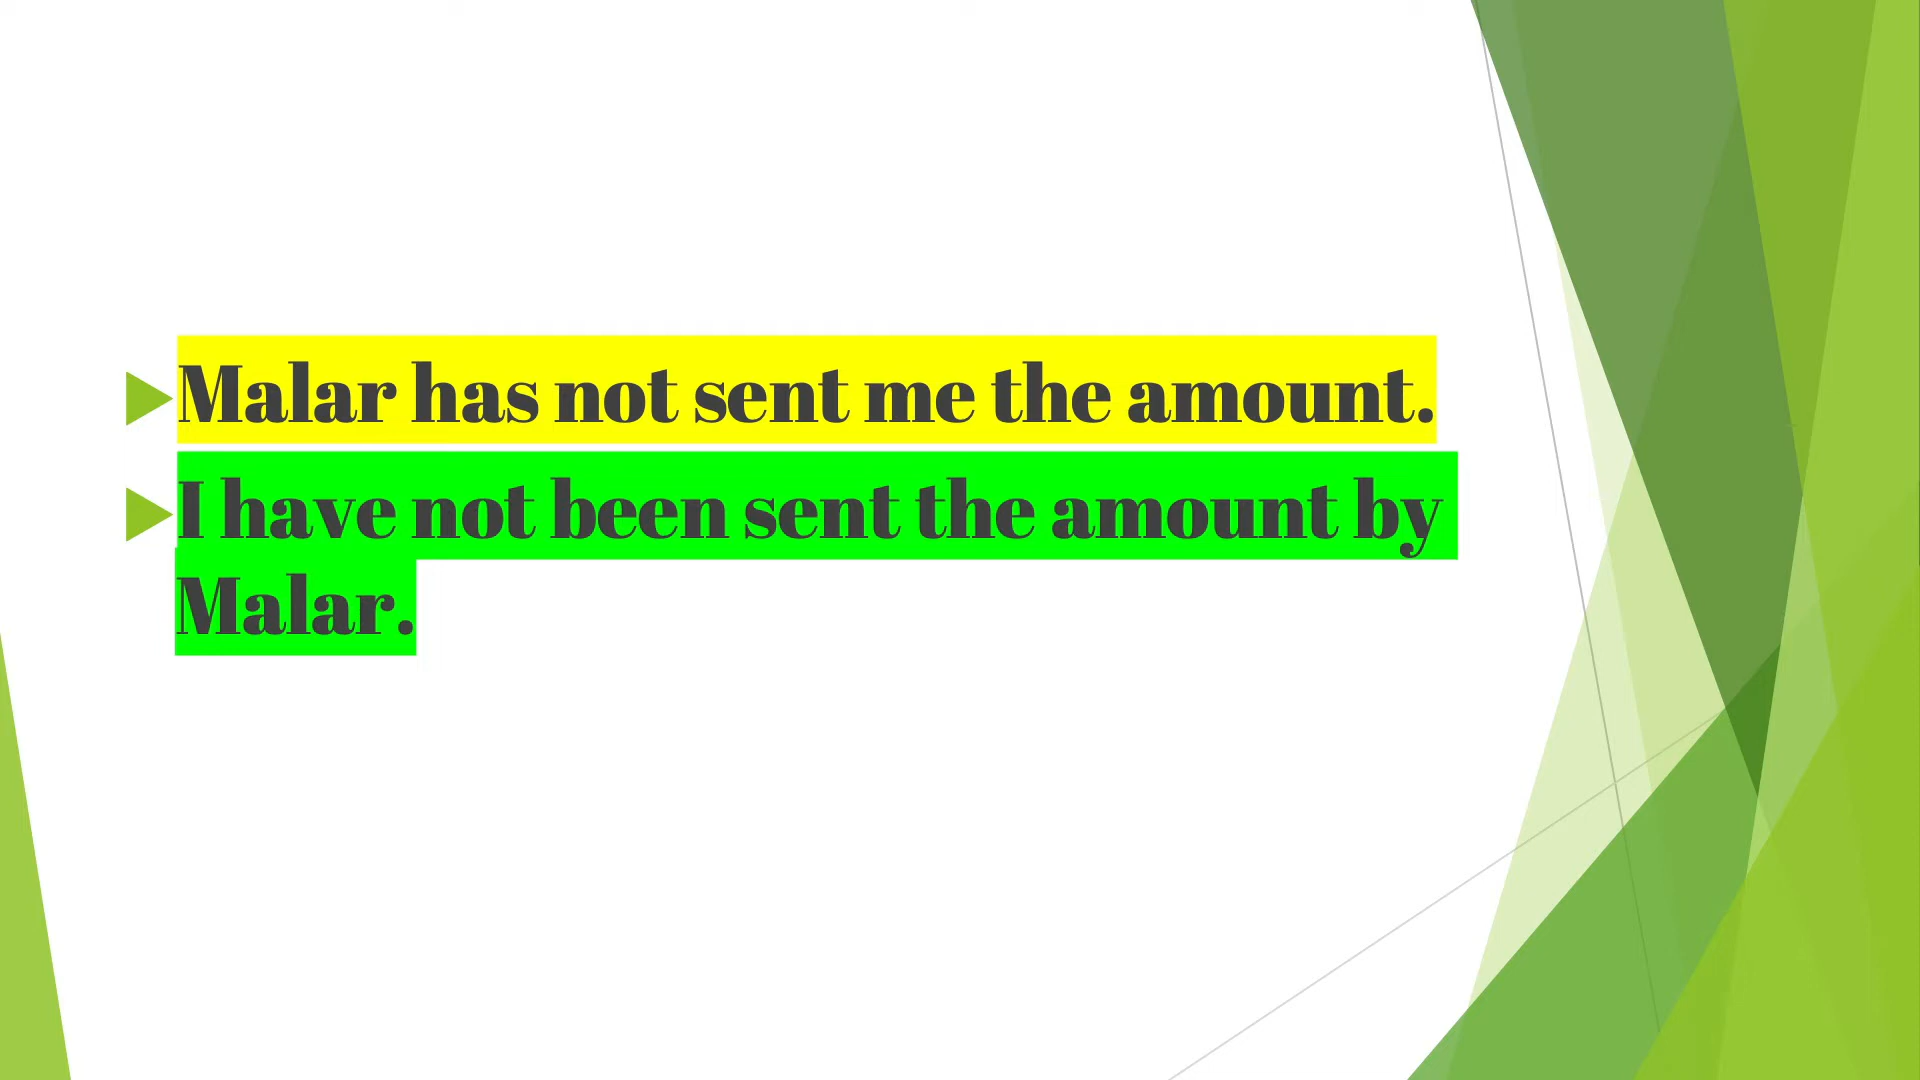 Malar has not sent me the amount.
I have not been sent the amount by
Malar.